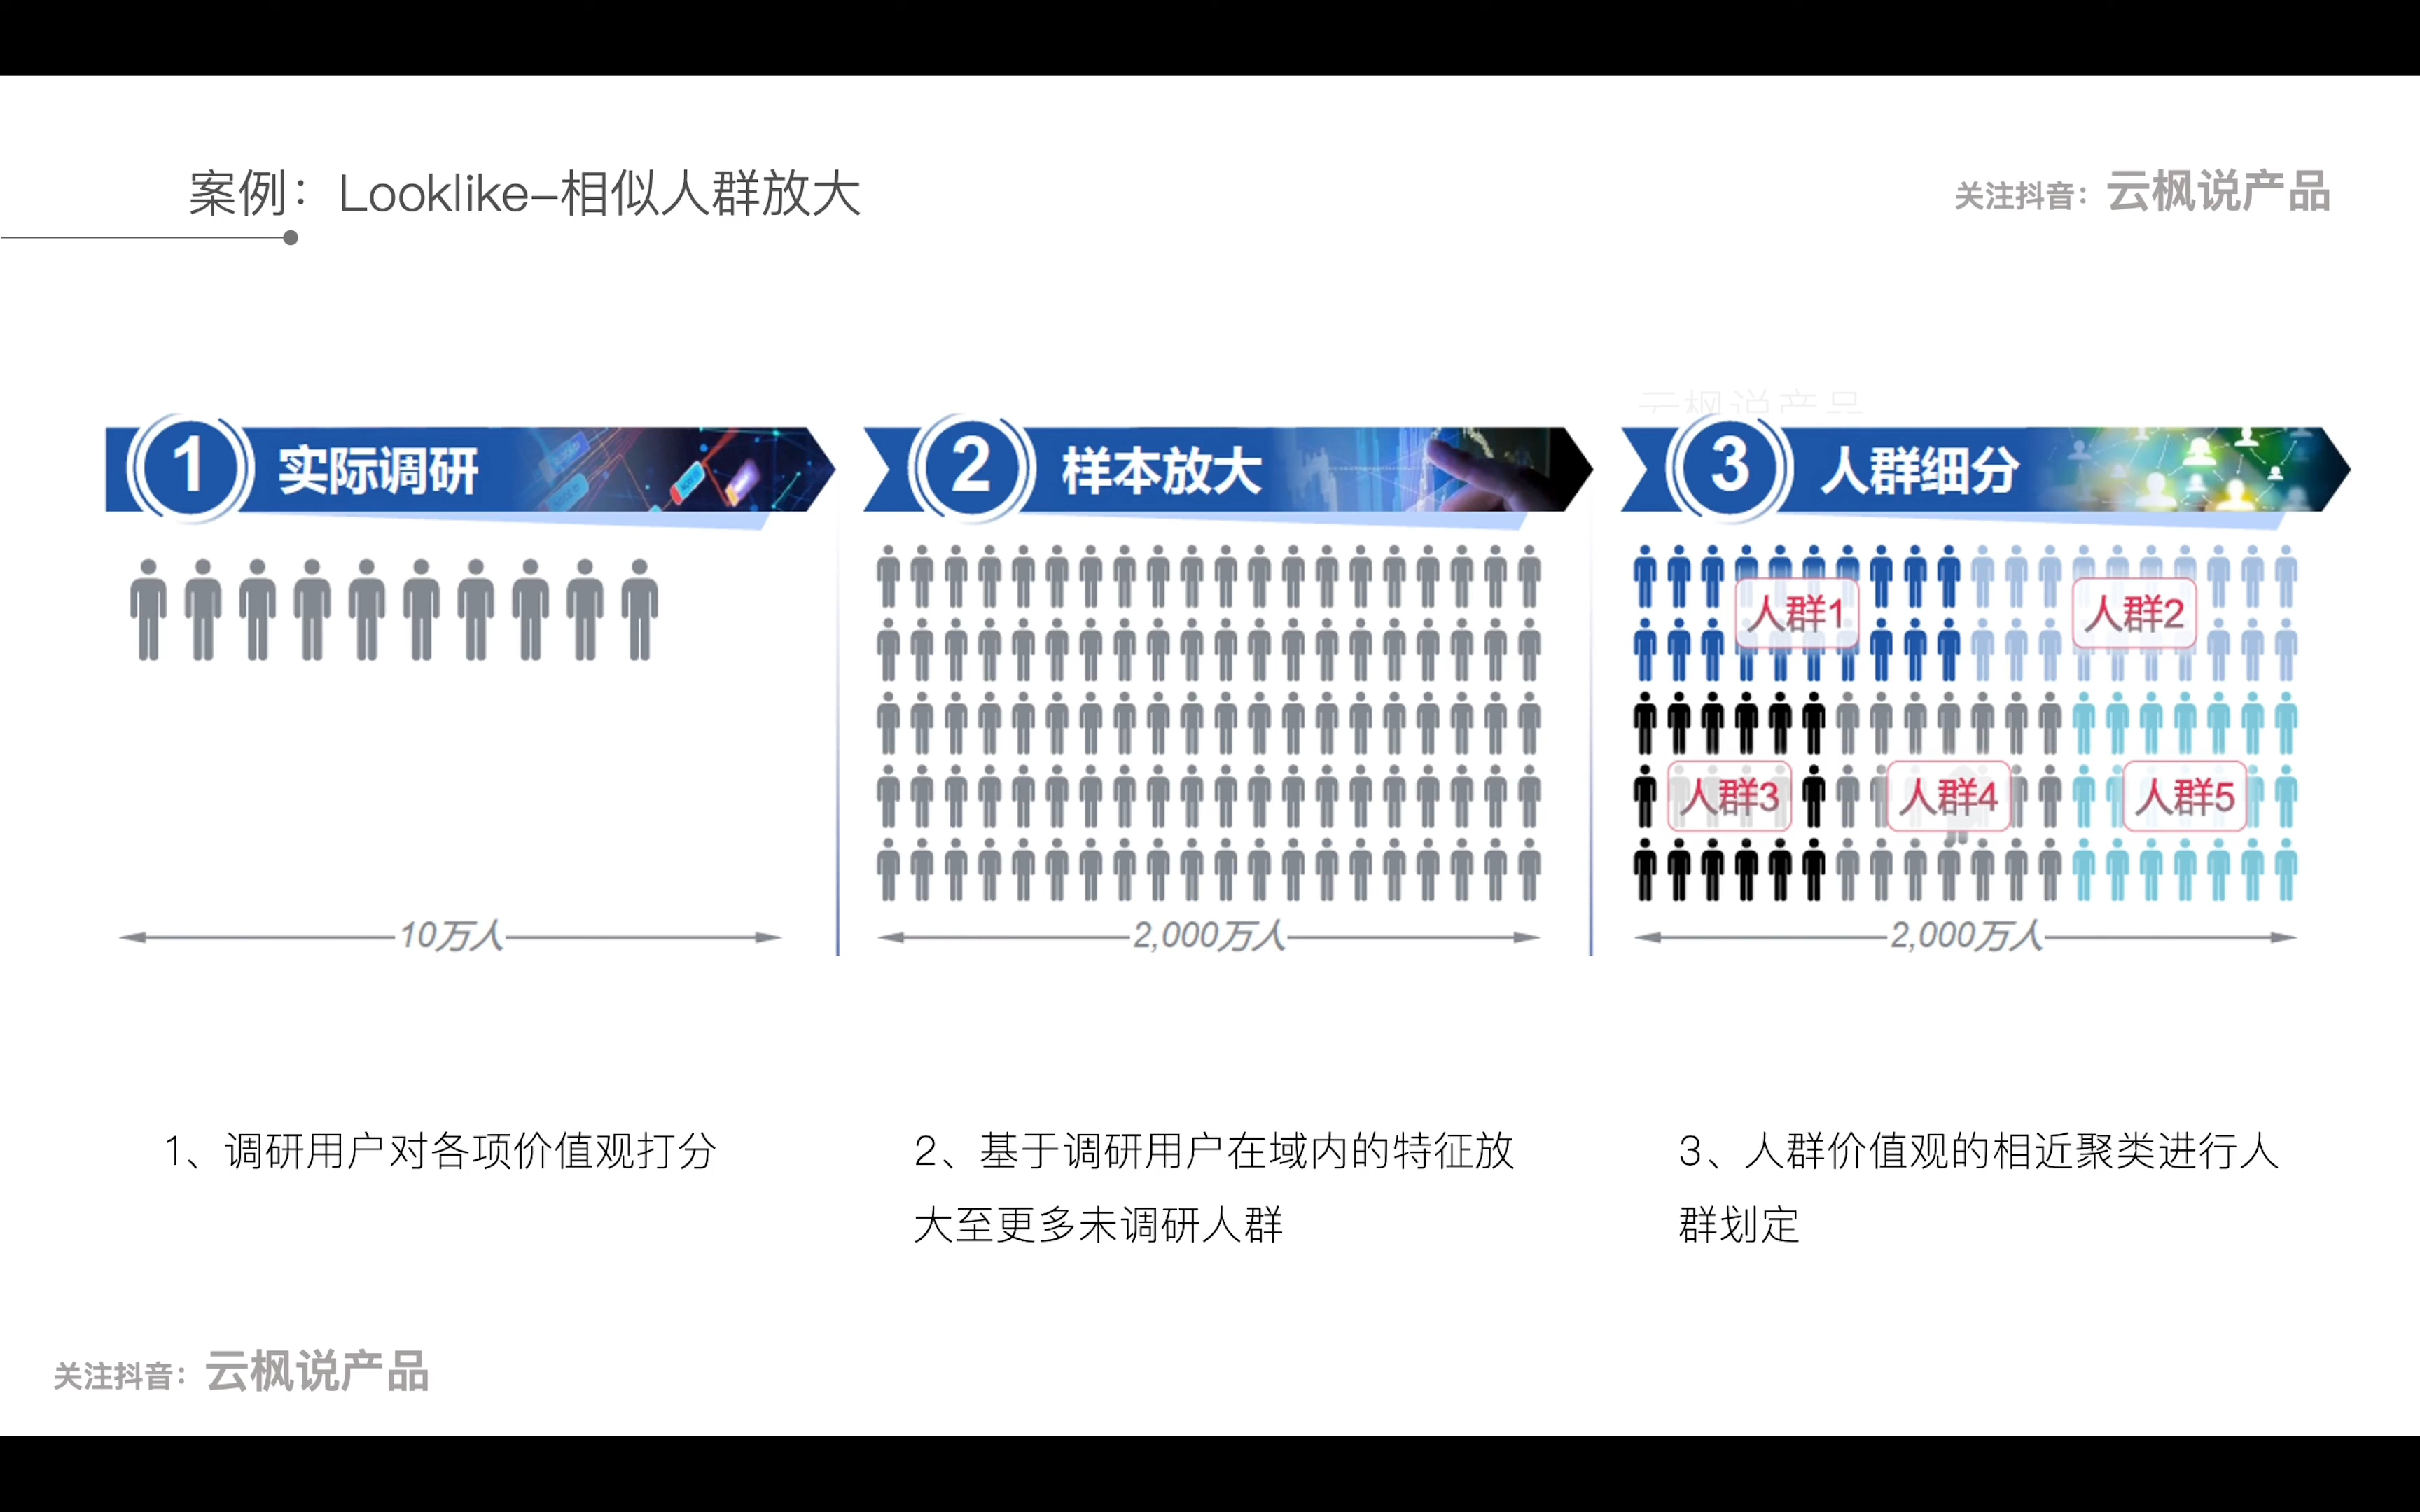 案例：Looklike-相似人群放大
关注抖音：云枫说产品
云枫说产品
1 实际调研
2 样本放大
3 人群细分
人群1
人群2
人群3
人群4
人群5
10万人
2,000万人
2,000万人
1、调研用户对各项价值观打分
2、基于调研用户在域内的特征放
大至更多未调研人群
3、人群价值观的相近聚类进行人
群划定
关注抖音：云枫说产品